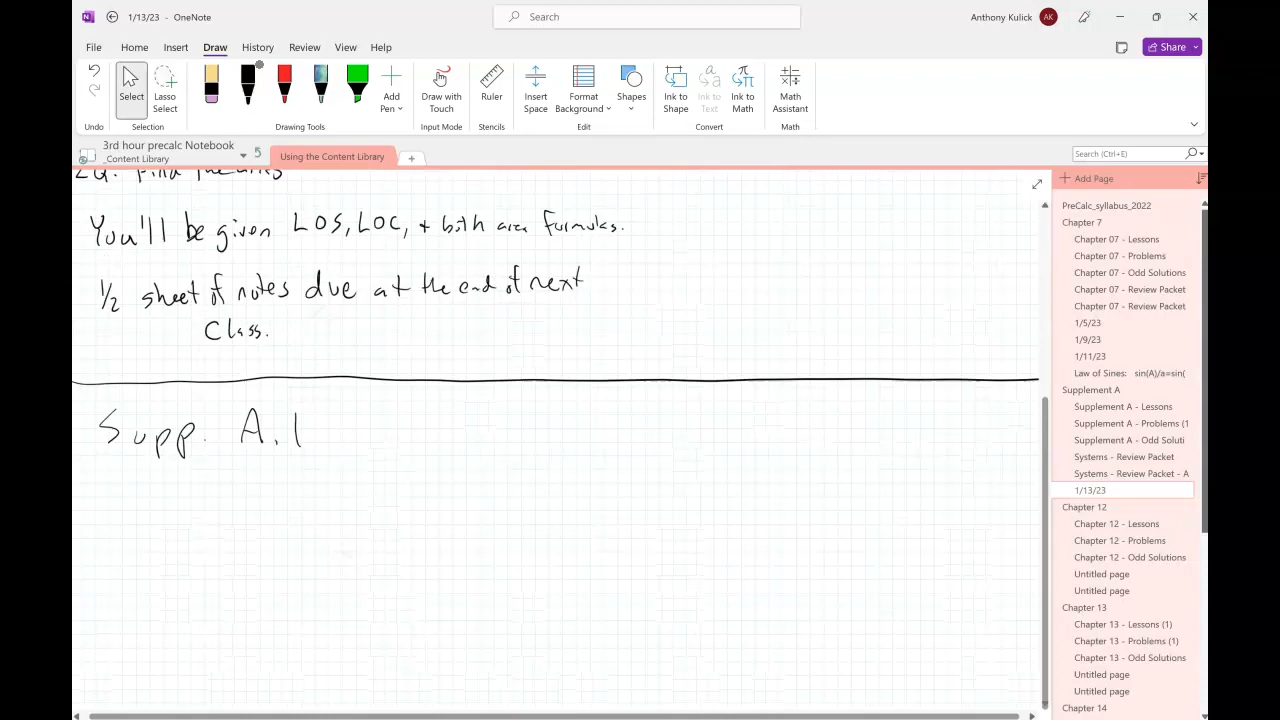 1/13/23 - OneNote
Search
Anthony Kulick
AK
File Home Insert Draw History Review View Help
Share
Undo
Select
Lasso Select
Selection
Drawing Tools
Add Pen
Draw with Touch
Input Mode
Ruler
Stencils
Insert Space
Format Background
Shapes
Edit
Ink to Shape
Ink to Text
Ink to Math
Convert
Math Assistant
Math
3rd hour precalc Notebook
_Content Library
Using the Content Library
Search (Ctrl+E)
You'll be given LOS, LOC, + both area formulas.
1/2 sheet of notes due at the end of next
Class.
Supp. A.1
Add Page
PreCalc_syllabus_2022
Chapter 7
Chapter 07 - Lessons
Chapter 07 - Problems
Chapter 07 - Odd Solutions
Chapter 07 - Review Packet
Chapter 07 - Review Packet
1/5/23
1/9/23
1/11/23
Law of Sines: sin(A)/a=sin(
Supplement A
Supplement A - Lessons
Supplement A - Problems (1
Supplement A - Odd Soluti
Systems - Review Packet
Systems - Review Packet - A
1/13/23
Chapter 12
Chapter 12 - Lessons
Chapter 12 - Problems
Chapter 12 - Odd Solutions
Untitled page
Untitled page
Chapter 13
Chapter 13 - Lessons (1)
Chapter 13 - Problems (1)
Chapter 13 - Odd Solutions
Untitled page
Untitled page
Chapter 14